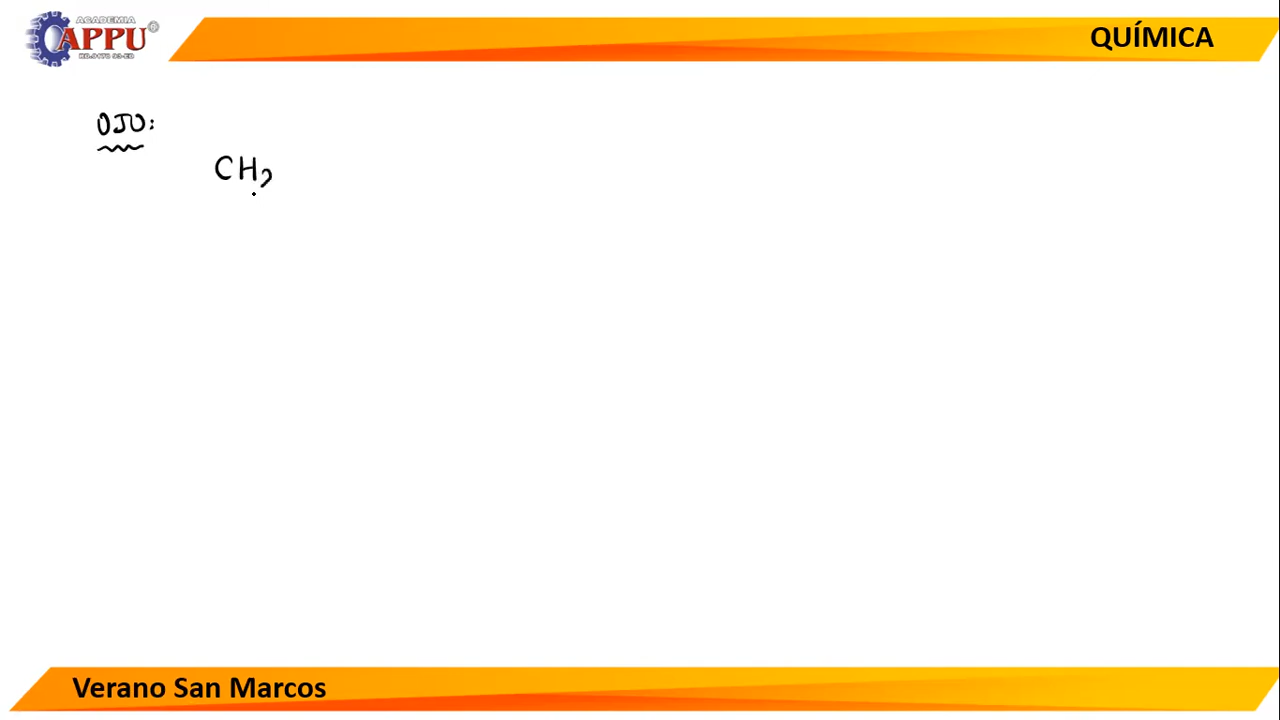 ACADEMIA
APPU®
QUÍMICA
OJO:
CH2
Verano San Marcos